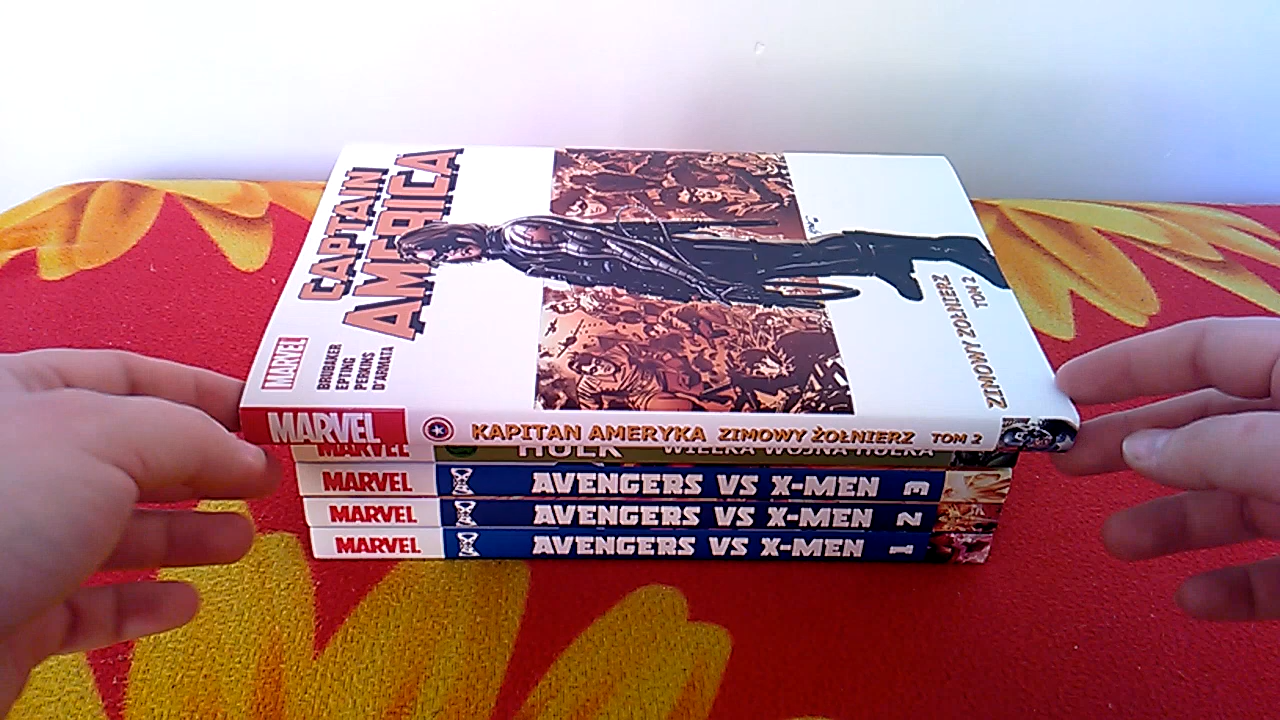 CAPTAIN
AMERICA
MARVEL
BRUBAKER
EPTING
PERKINS
D'ARMATA
ZIMOWY ŻOŁNIERZ
TOM 2
MARVEL KAPITAN AMERYKA ZIMOWY ŻOŁNIERZ TOM 2
MARVEL HULK WIELKA WOJNA HULKA
MARVEL AVENGERS VS X-MEN 3
MARVEL AVENGERS VS X-MEN 2
MARVEL AVENGERS VS X-MEN 1